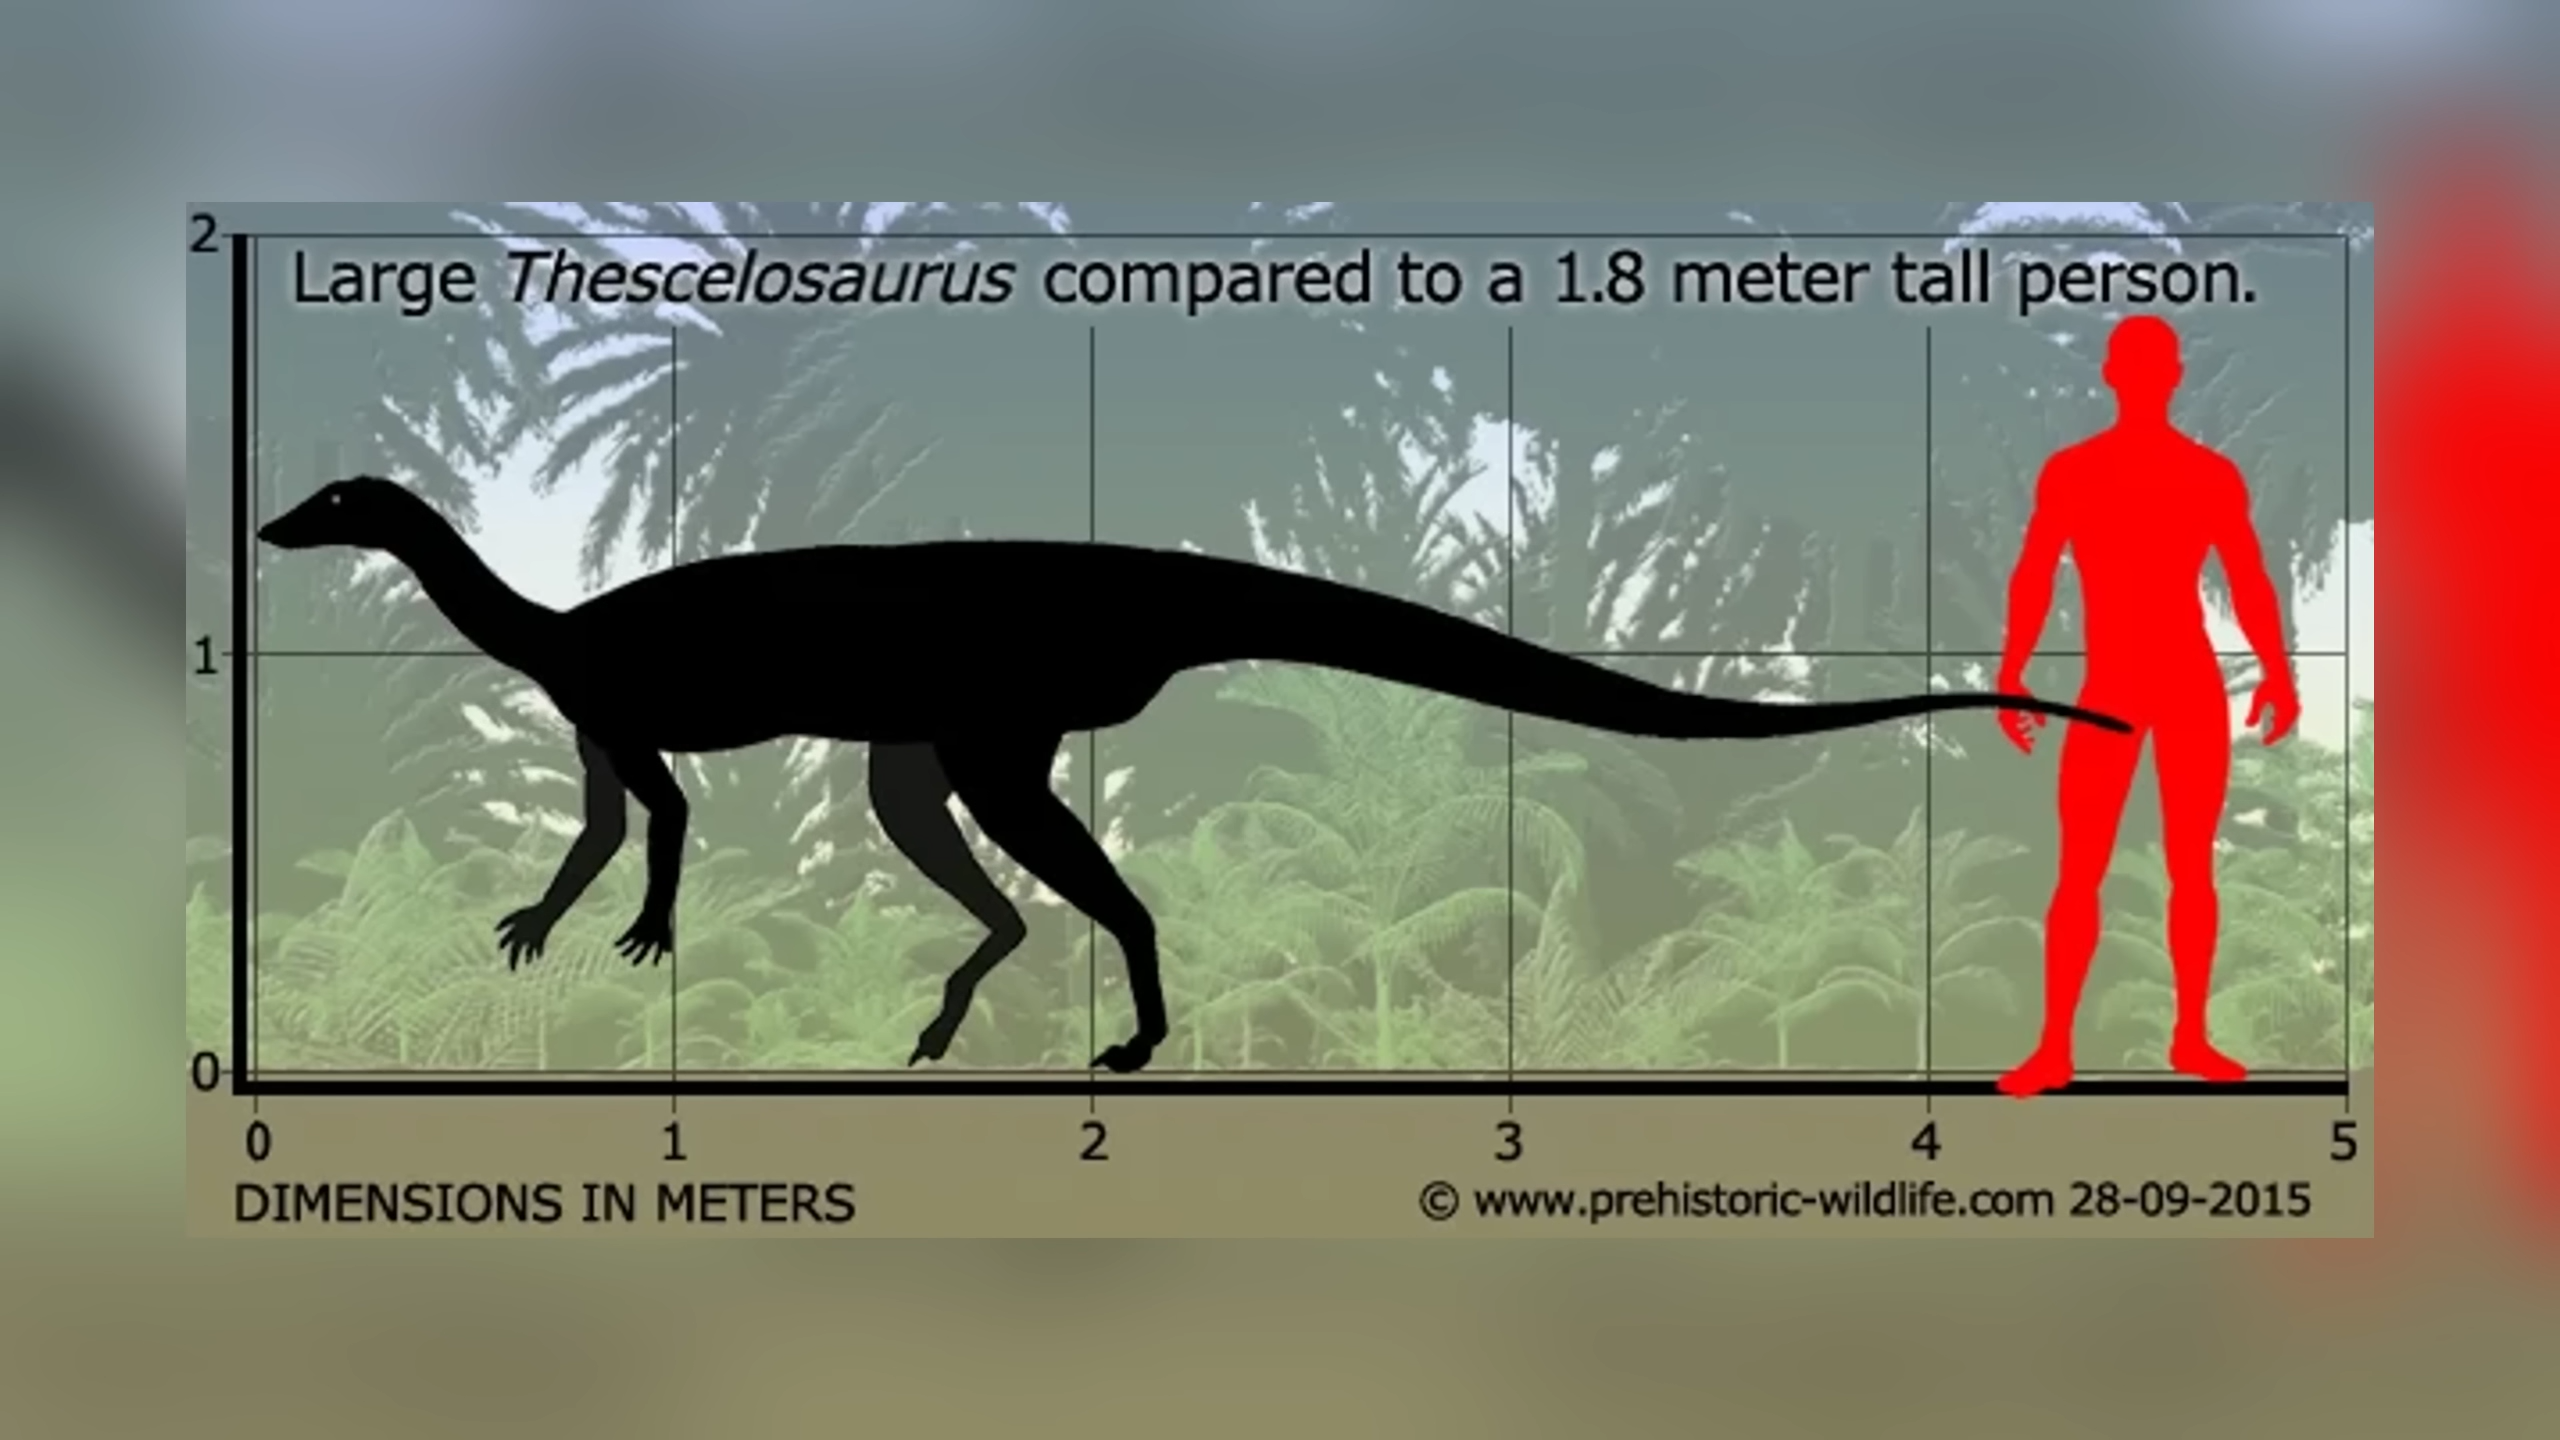 2
Large Thescelosaurus compared to a 1.8 meter tall person.
1
0
0 1 2 3 4 5
DIMENSIONS IN METERS
© www.prehistoric-wildlife.com 28-09-2015